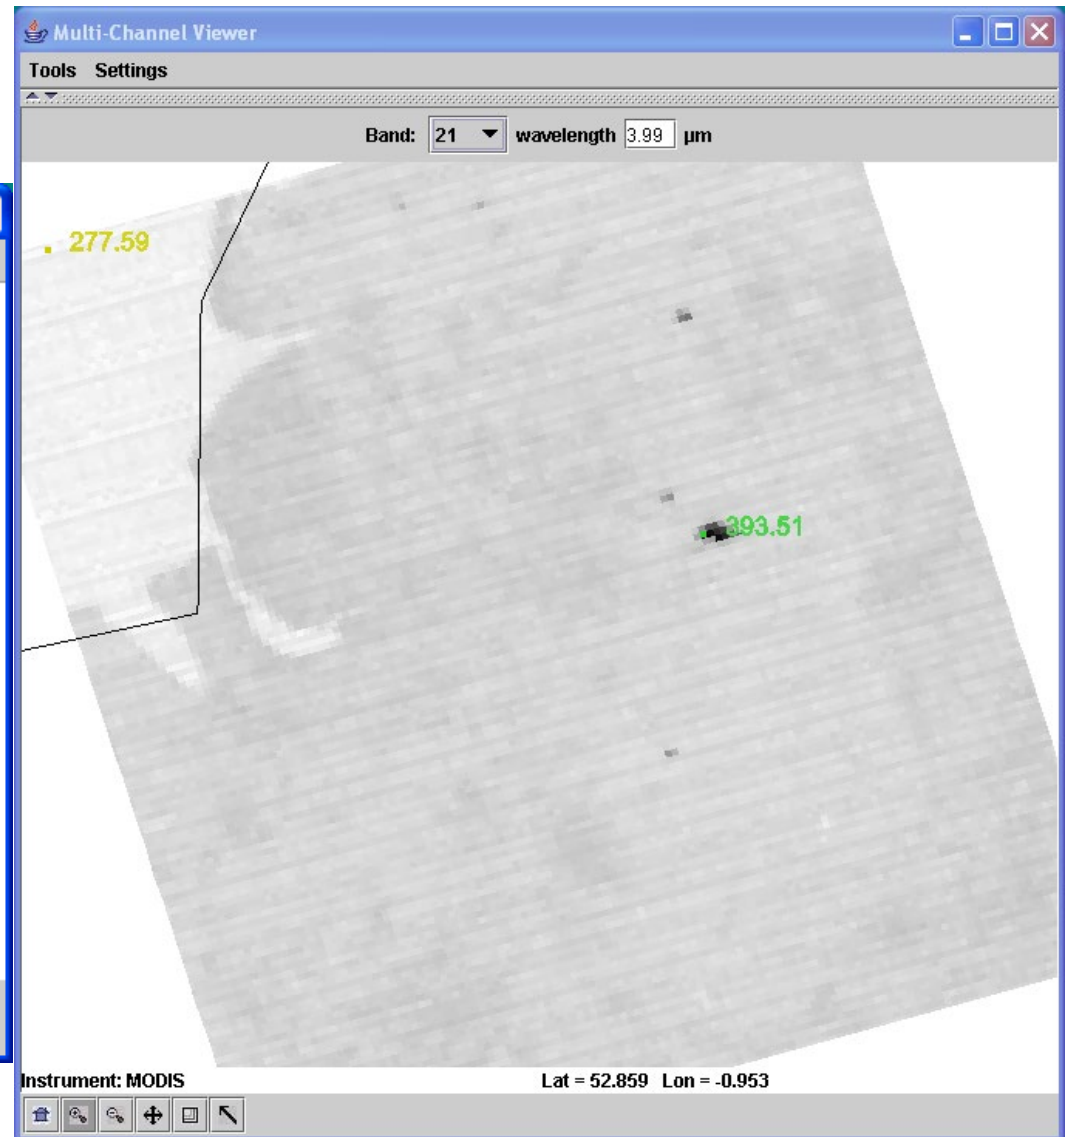 Multi-Channel Viewer
Tools Settings
Band: 21 wavelength 3.99 µm
277.59
393.51
Instrument: MODIS Lat = 52.859 Lon = -0.953